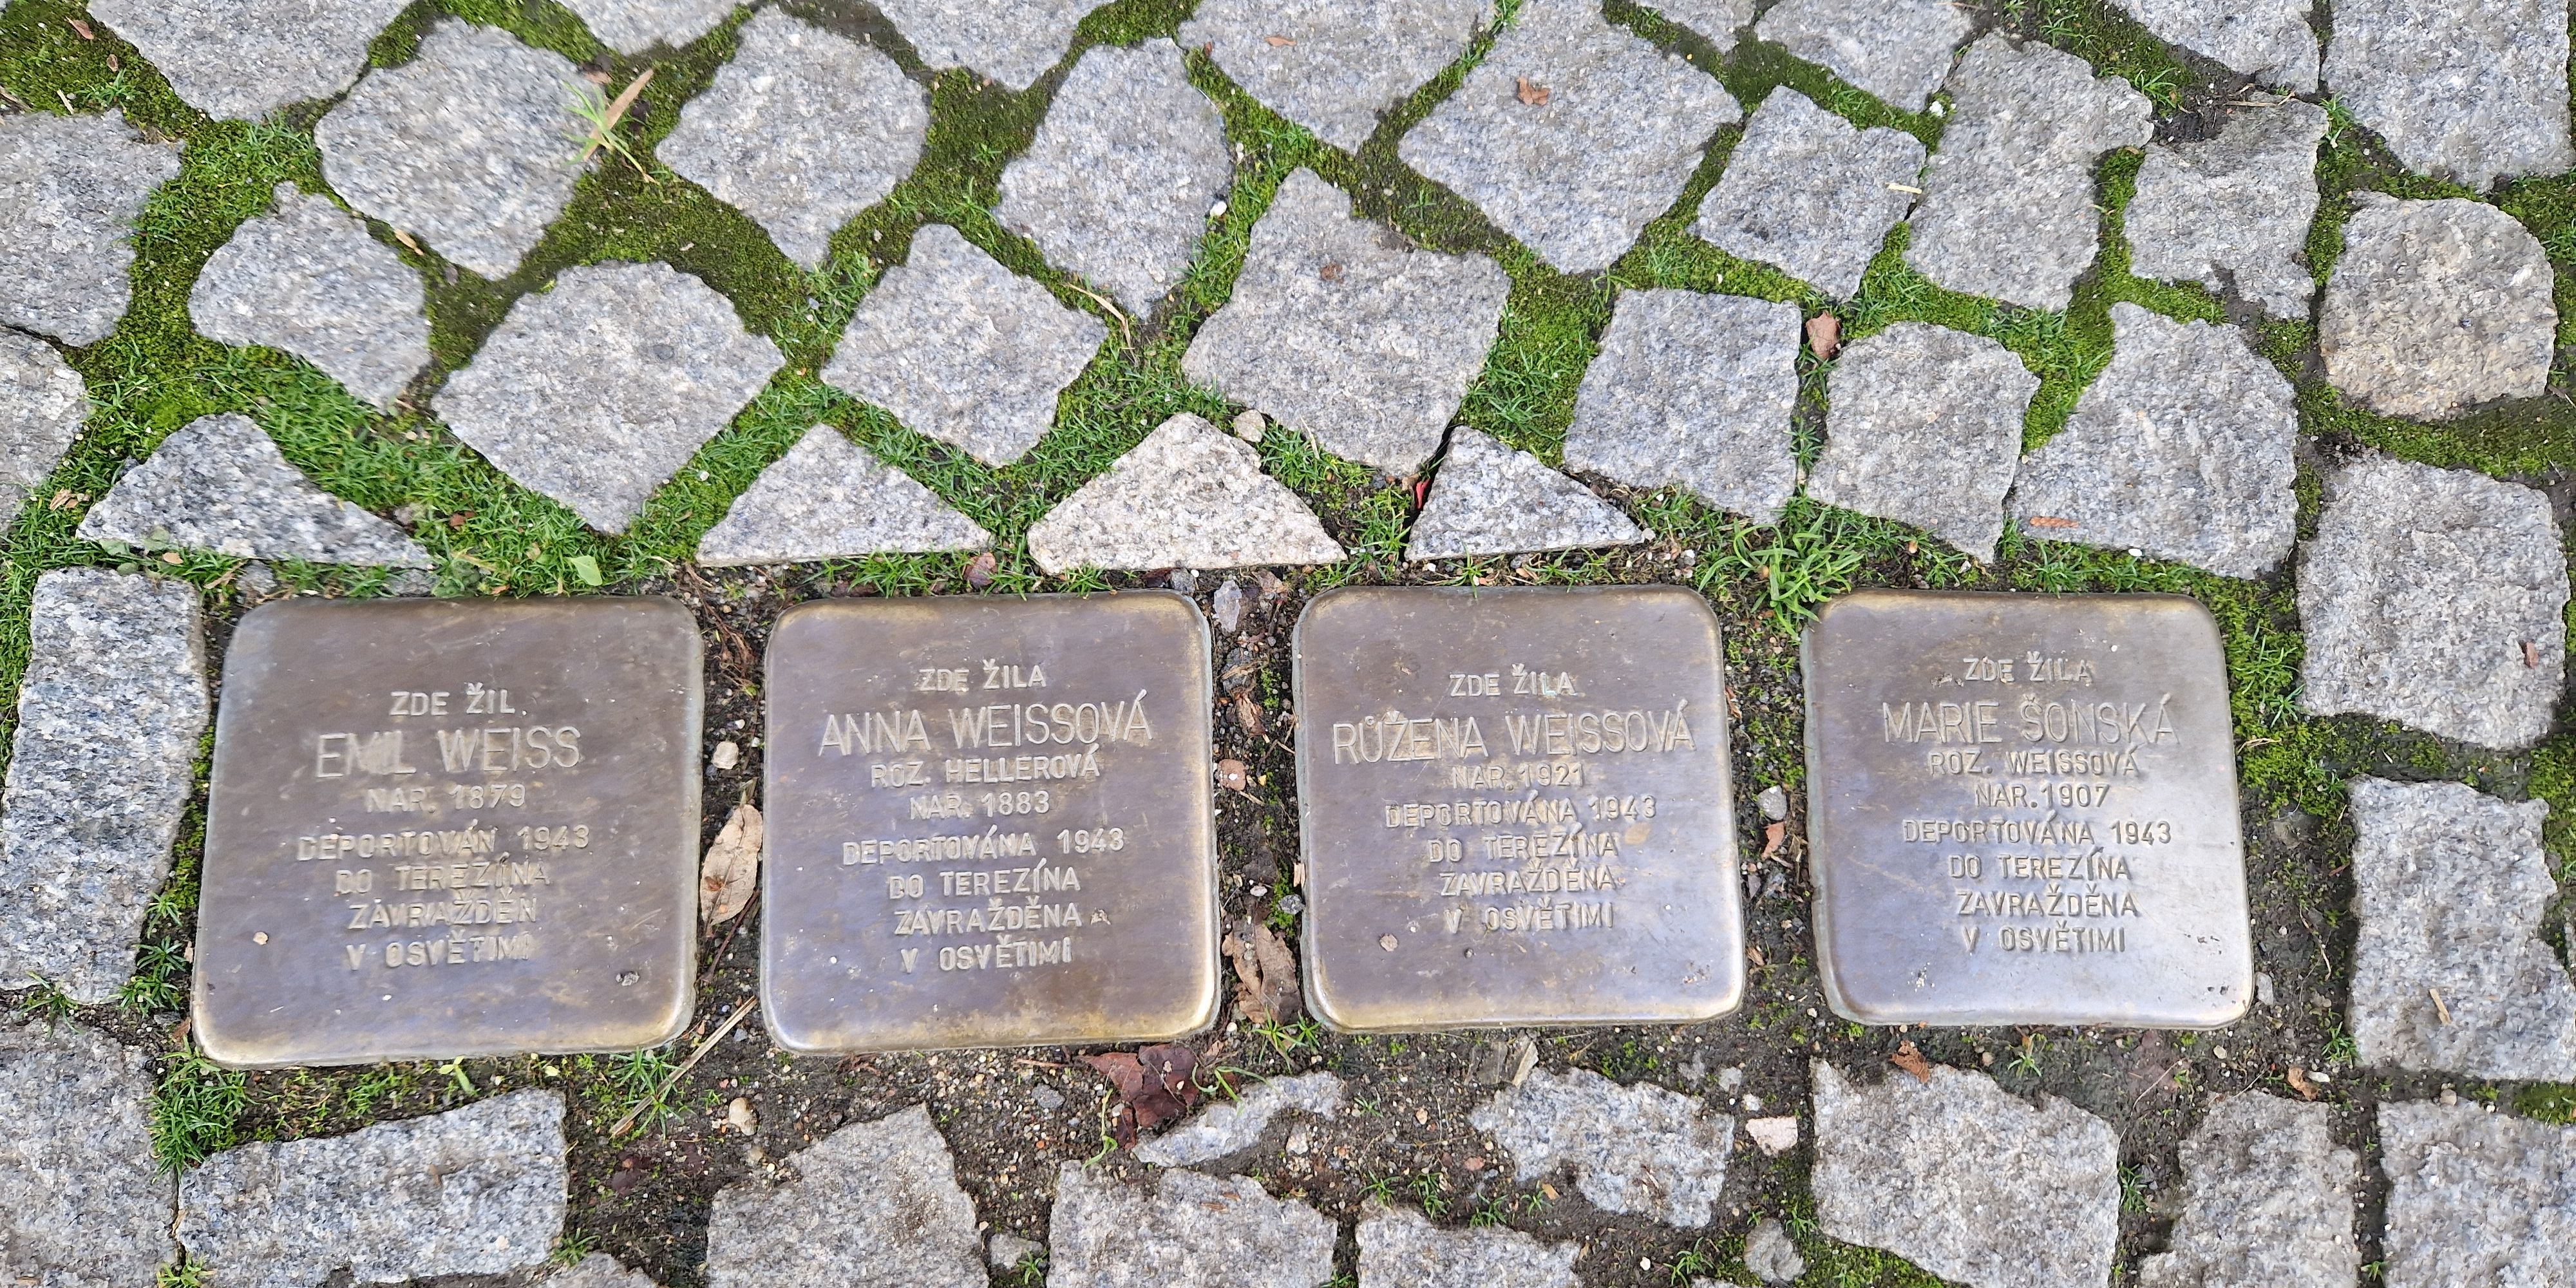 ZDE ŽIL
EMIL WEISS
NAR. 1879
DEPORTOVÁN 1943
DO TEREZÍNA
ZAVRAŽDĚN
V OSVĚTIMI
ZDE ŽILA
ANNA WEISSOVÁ
ROZ. HELLEROVÁ
NAR. 1883
DEPORTOVÁNA 1943
DO TEREZÍNA
ZAVRAŽDĚNA
V OSVĚTIMI
ZDE ŽILA
RŮŽENA WEISSOVÁ
NAR. 1921
DEPORTOVÁNA 1943
DO TEREZÍNA
ZAVRAŽDĚNA
V OSVĚTIMI
ZDE ŽILA
MARIE ŠONSKÁ
ROZ. WEISSOVÁ
NAR. 1907
DEPORTOVÁNA 1943
DO TEREZÍNA
ZAVRAŽDĚNA
V OSVĚTIMI